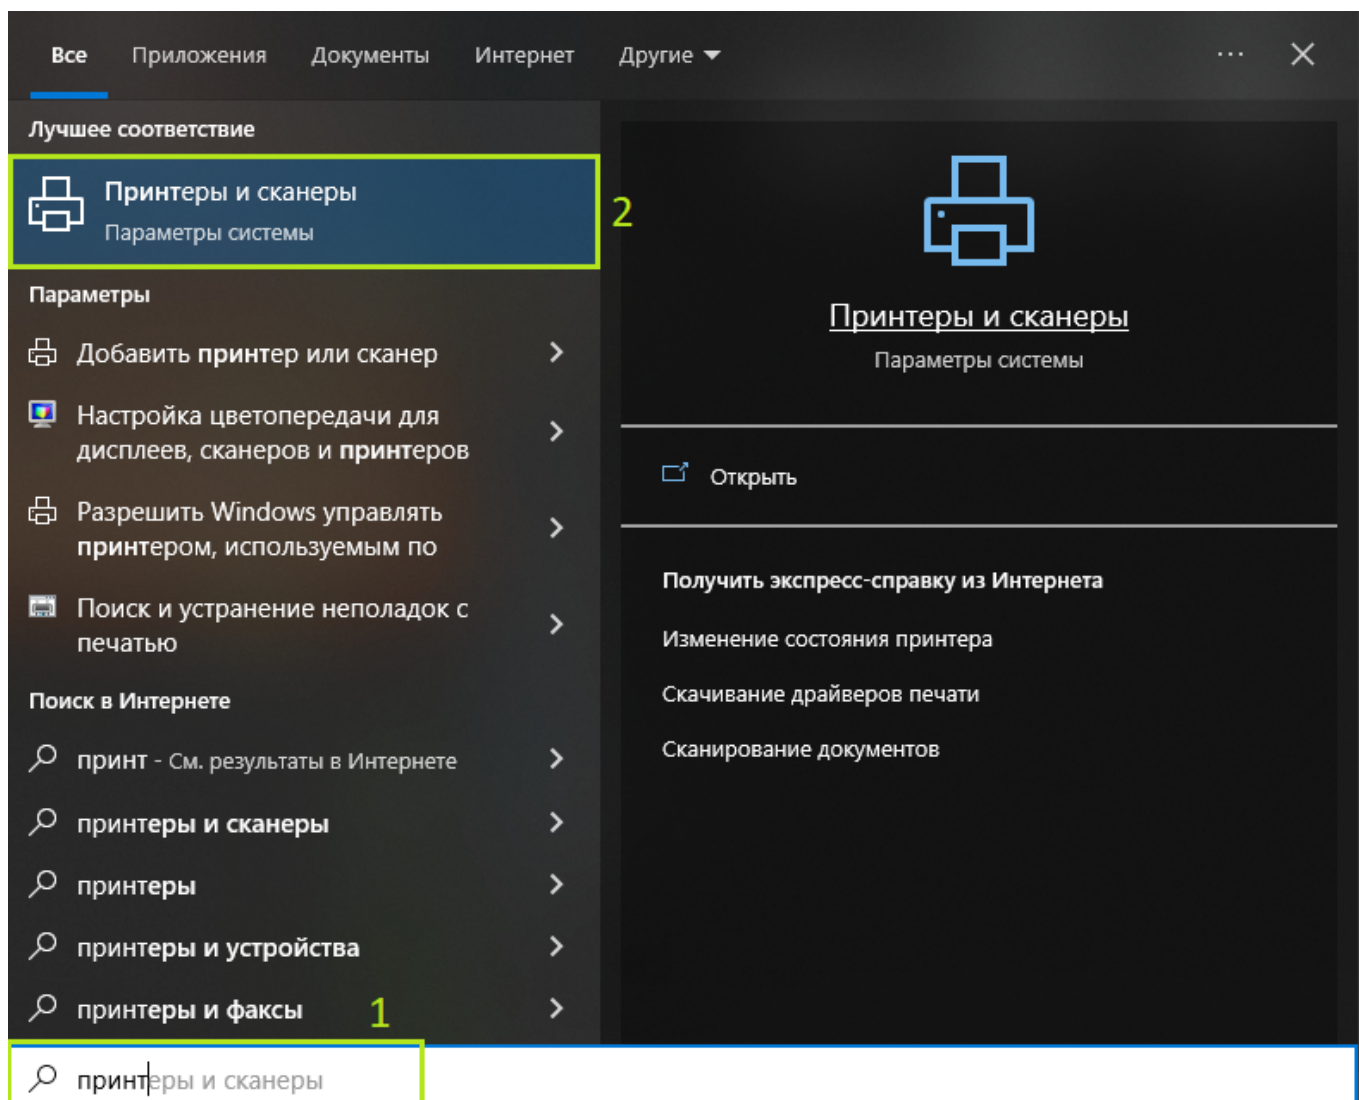 Все Приложения Документы Интернет Другие ...
Лучшее соответствие
Принтеры и сканеры
Параметры системы
2
Параметры
Добавить принтер или сканер
Настройка цветопередачи для
дисплеев, сканеров и принтеров
Разрешить Windows управлять
принтером, используемым по
Поиск и устранение неполадок с
печатью
Поиск в Интернете
принт - См. результаты в Интернете
принтеры и сканеры
принтеры
принтеры и устройства
принтеры и факсы
1
принтеры и сканеры
Принтеры и сканеры
Параметры системы
Открыть
Получить экспресс-справку из Интернета
Изменение состояния принтера
Скачивание драйверов печати
Сканирование документов